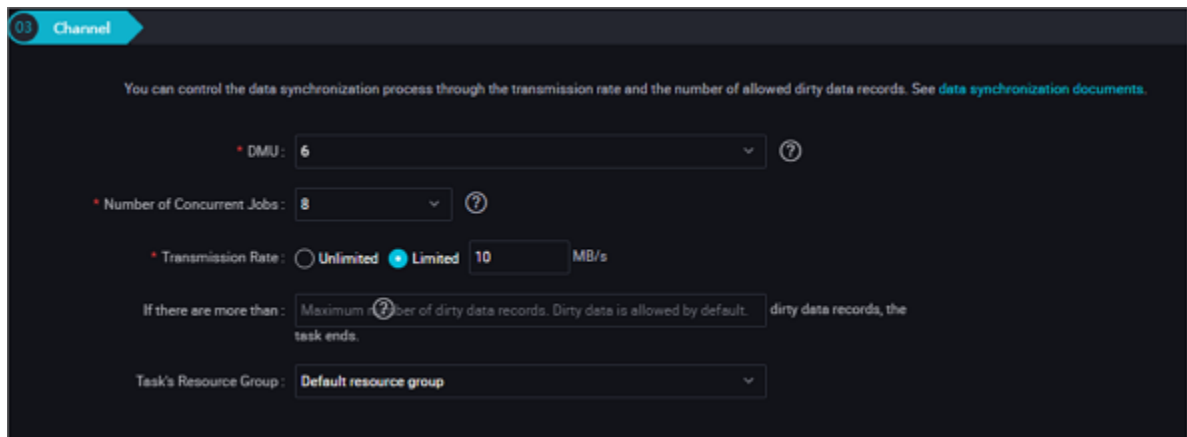 03 Channel
You can control the data synchronization process through the transmission rate and the number of allowed dirty data records. See data synchronization documents.
* DMU : 6 ?
* Number of Concurrent Jobs : 8 ?
* Transmission Rate : Unlimited Limited 10 MB/s
If there are more than : Maximum n ? ber of dirty data records. Dirty data is allowed by default. dirty data records, the
task ends.
Task's Resource Group : Default resource group